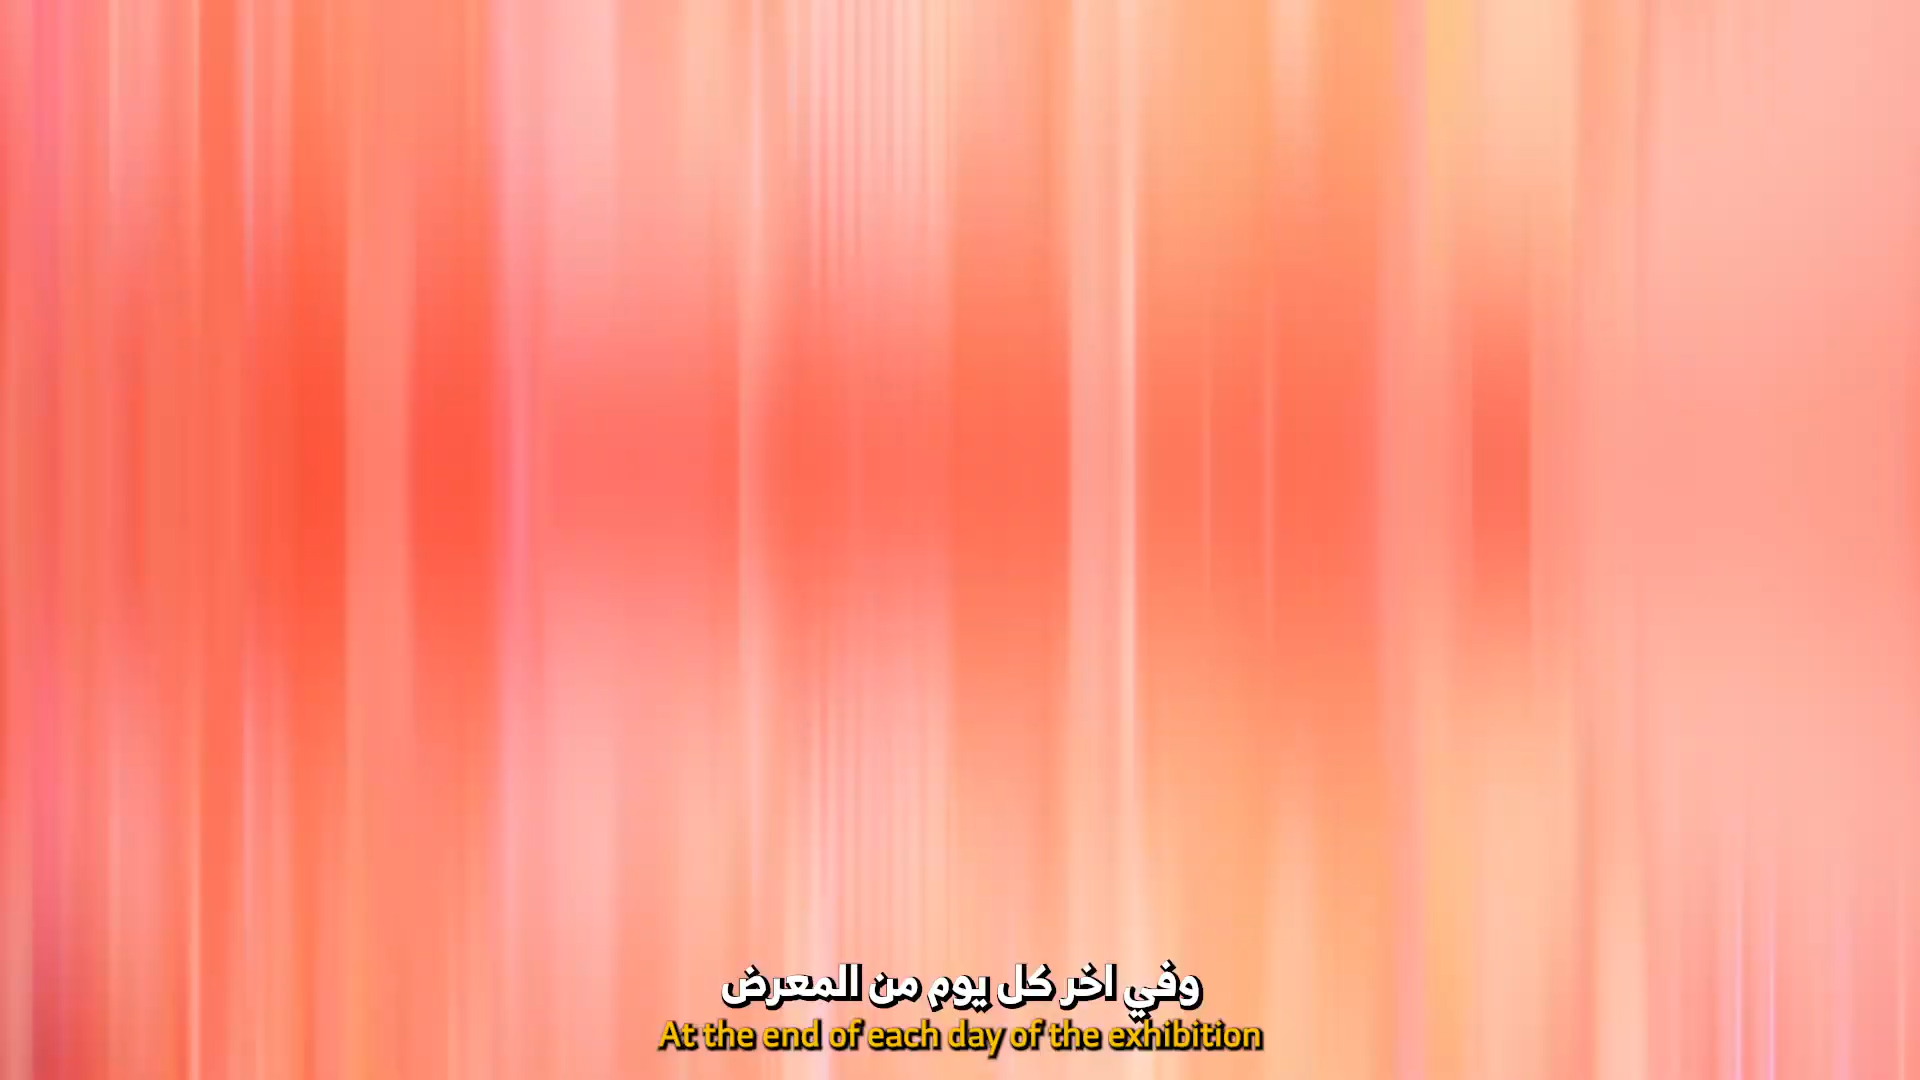 وفي اخر كل يوم من المعرض
At the end of each day of the exhibition